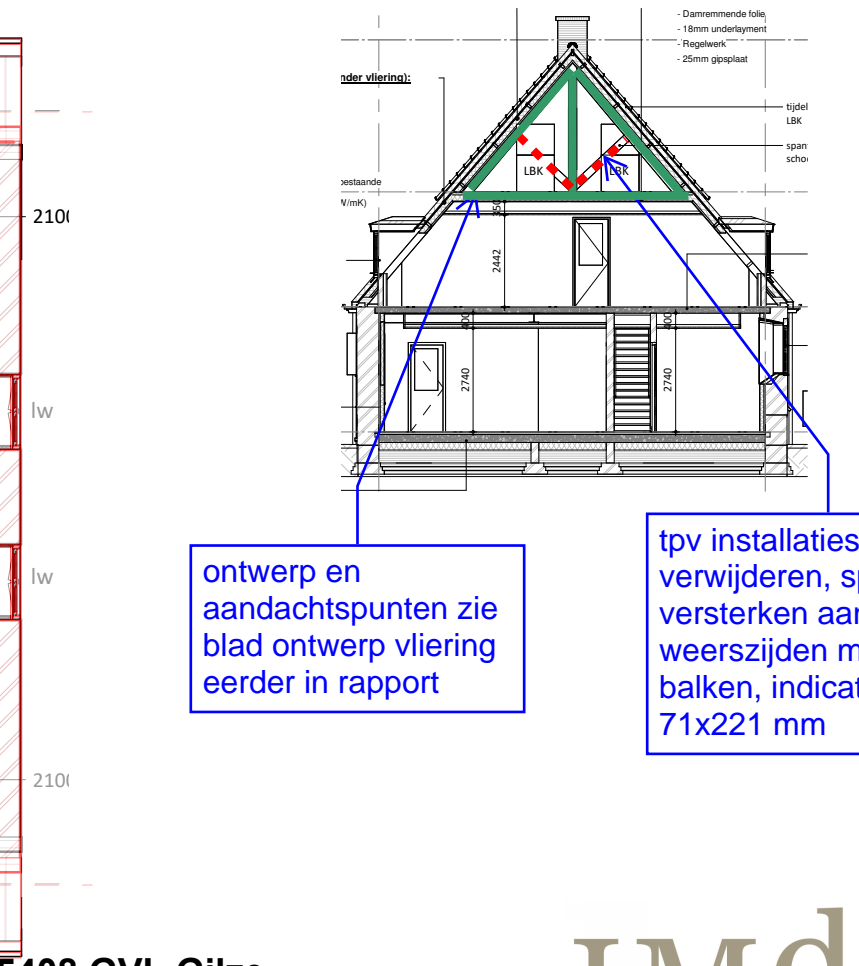 - Damremmende folie
- 18mm underlayment
- Regelwerk
- 25mm gipsplaat
nder vliering):
tijdel
LBK
span
scho
bestaande
W/mK)
LBK
LBK
350
2442
400
400
2740
2740
2100
lw
lw
2100
ontwerp en
aandachtspunten zie
blad ontwerp vliering
eerder in rapport
tpv installaties
verwijderen, sp
versterken aan
weerszijden m
balken, indicat
71x221 mm